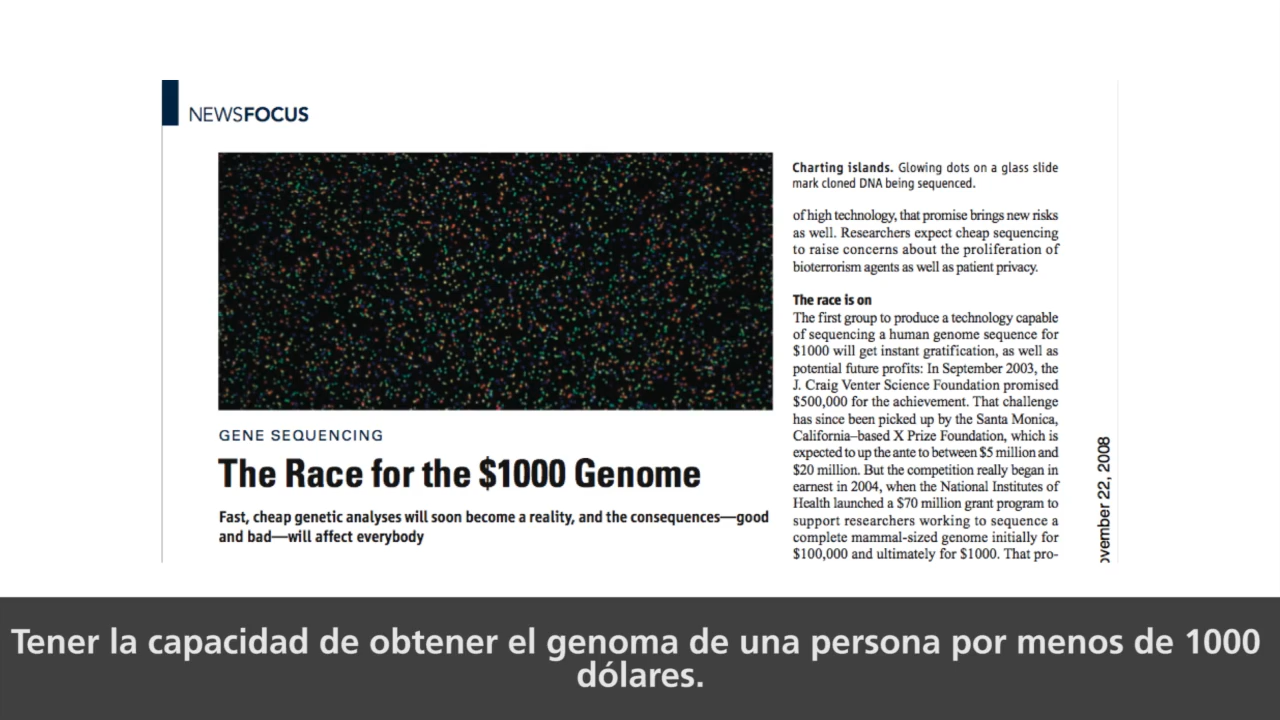 NEWSFOCUS
Charting islands. Glowing dots on a glass slide
mark cloned DNA being sequenced.
of high technology, that promise brings new risks
as well. Researchers expect cheap sequencing
to raise concerns about the proliferation of
bioterrorism agents as well as patient privacy.
The race is on
The first group to produce a technology capable
of sequencing a human genome sequence for
$1000 will get instant gratification, as well as
potential future profits: In September 2003, the
J. Craig Venter Science Foundation promised
$500,000 for the achievement. That challenge
has since been picked up by the Santa Monica,
California–based X Prize Foundation, which is
expected to up the ante to between $5 million and
$20 million. But the competition really began in
earnest in 2004, when the National Institutes of
Health launched a $70 million grant program to
support researchers working to sequence a
complete mammal-sized genome initially for
$100,000 and ultimately for $1000. That pro-
GENE SEQUENCING
The Race for the $1000 Genome
Fast, cheap genetic analyses will soon become a reality, and the consequences—good
and bad—will affect everybody
vember 22, 2008
Tener la capacidad de obtener el genoma de una persona por menos de 1000
dólares.